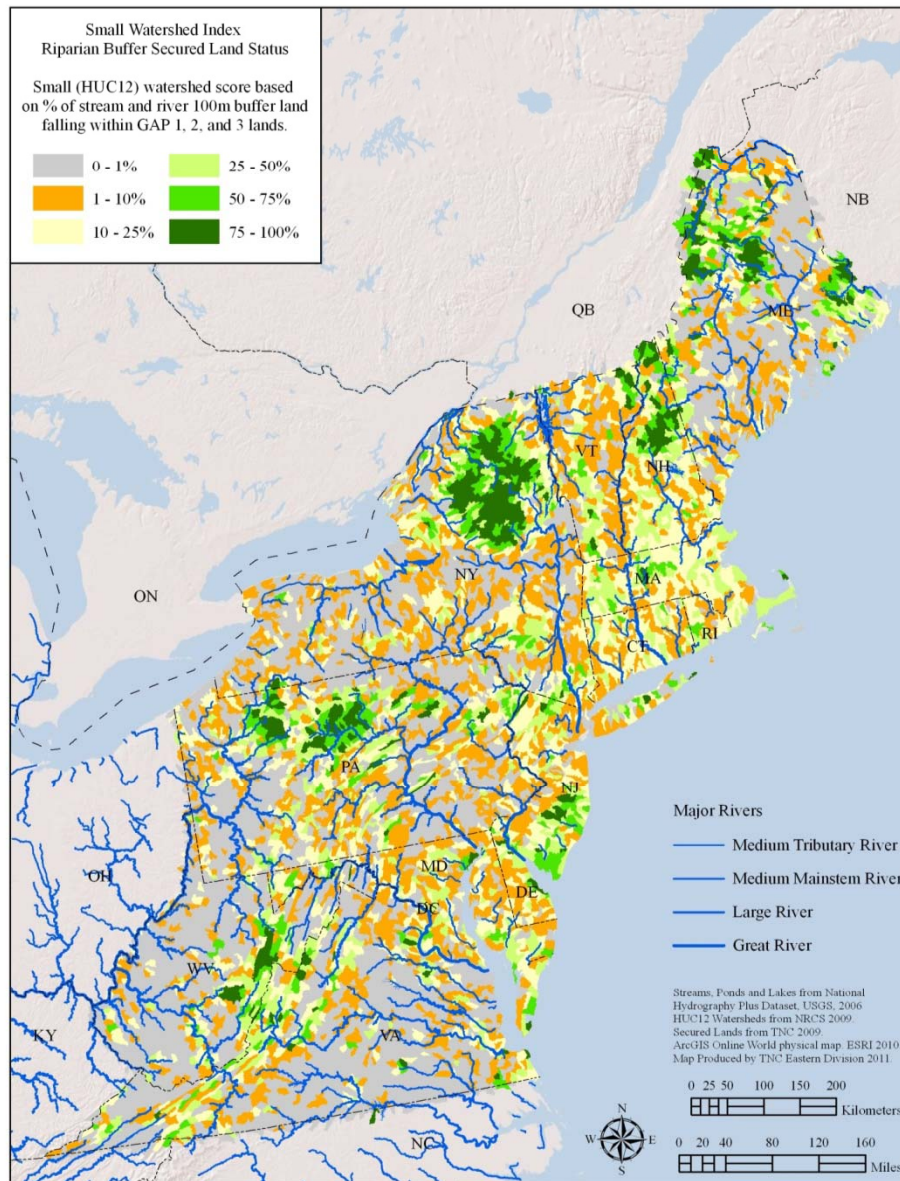 Small Watershed Index
Riparian Buffer Secured Land Status
Small (HUC12) watershed score based
on % of stream and river 100m buffer land
falling within GAP 1, 2, and 3 lands.
0 - 1%
25 - 50%
1 - 10%
50 - 75%
10 - 25%
75 - 100%
NB
QB
ME
VT
NH
NY
ON
MA
CT
RI
PA
NJ
OH
MD
DE
DC
WV
KY
VA
NC
Major Rivers
Medium Tributary River
Medium Mainstem River
Large River
Great River
Streams, Ponds and Lakes from National
Hydrography Plus Dataset, USGS, 2006
HUC12 Watersheds from NRCS 2009.
Secured Lands from TNC 2009.
ArcGIS Online World physical map. ESRI 2010
Map Produced by TNC Eastern Division 2011.
0 25 50 100 150 200
Kilometers
0 20 40 80 120 160
Miles
N
W E
S